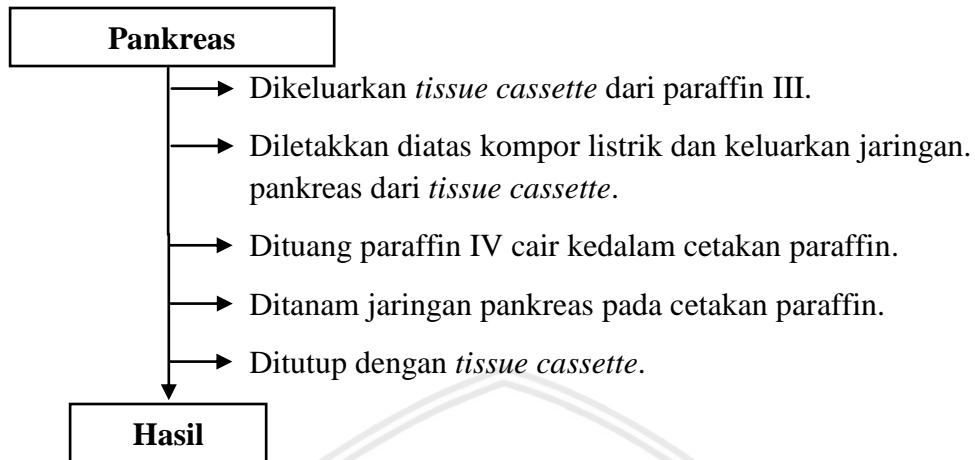 Pankreas
Dikeluarkan tissue cassette dari paraffin III.
Diletakkan diatas kompor listrik dan keluarkan jaringan.
pankreas dari tissue cassette.
Dituang paraffin IV cair kedalam cetakan paraffin.
Ditanam jaringan pankreas pada cetakan paraffin.
Ditutup dengan tissue cassette.
Hasil